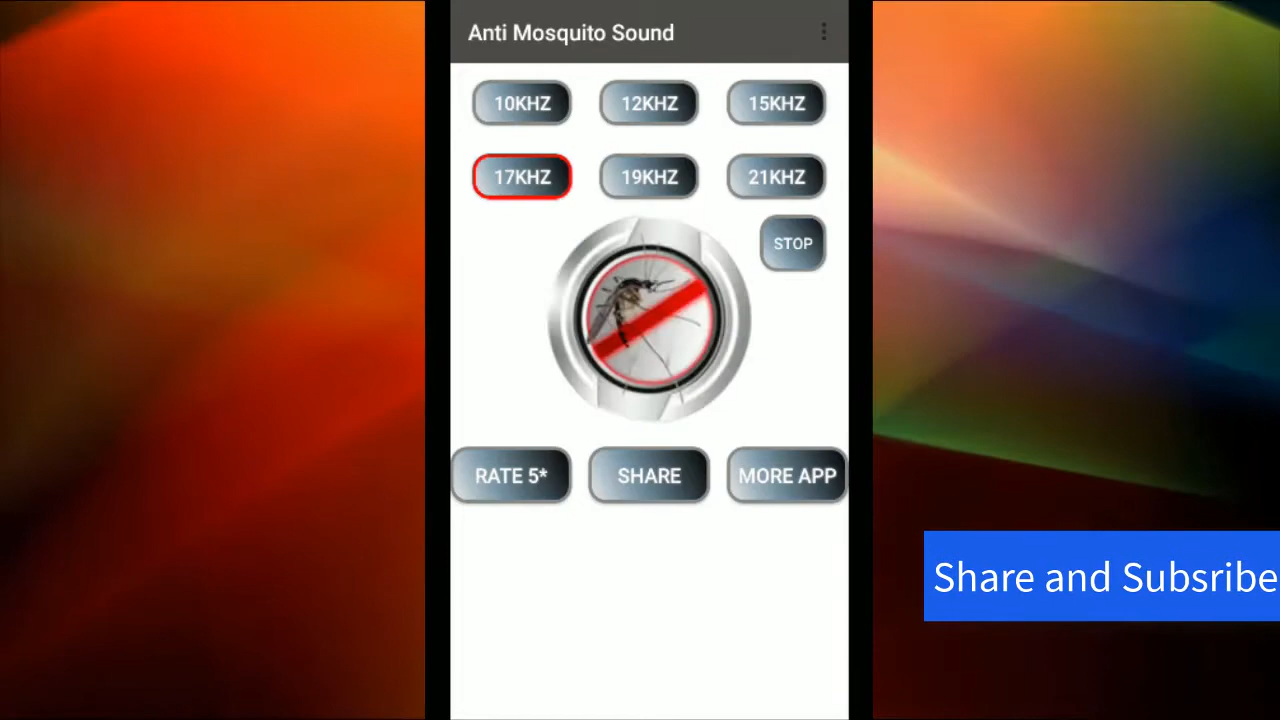 Anti Mosquito Sound
10KHZ 12KHZ 15KHZ
17KHZ 19KHZ 21KHZ
STOP
RATE 5* SHARE MORE APP
Share and Subsribe